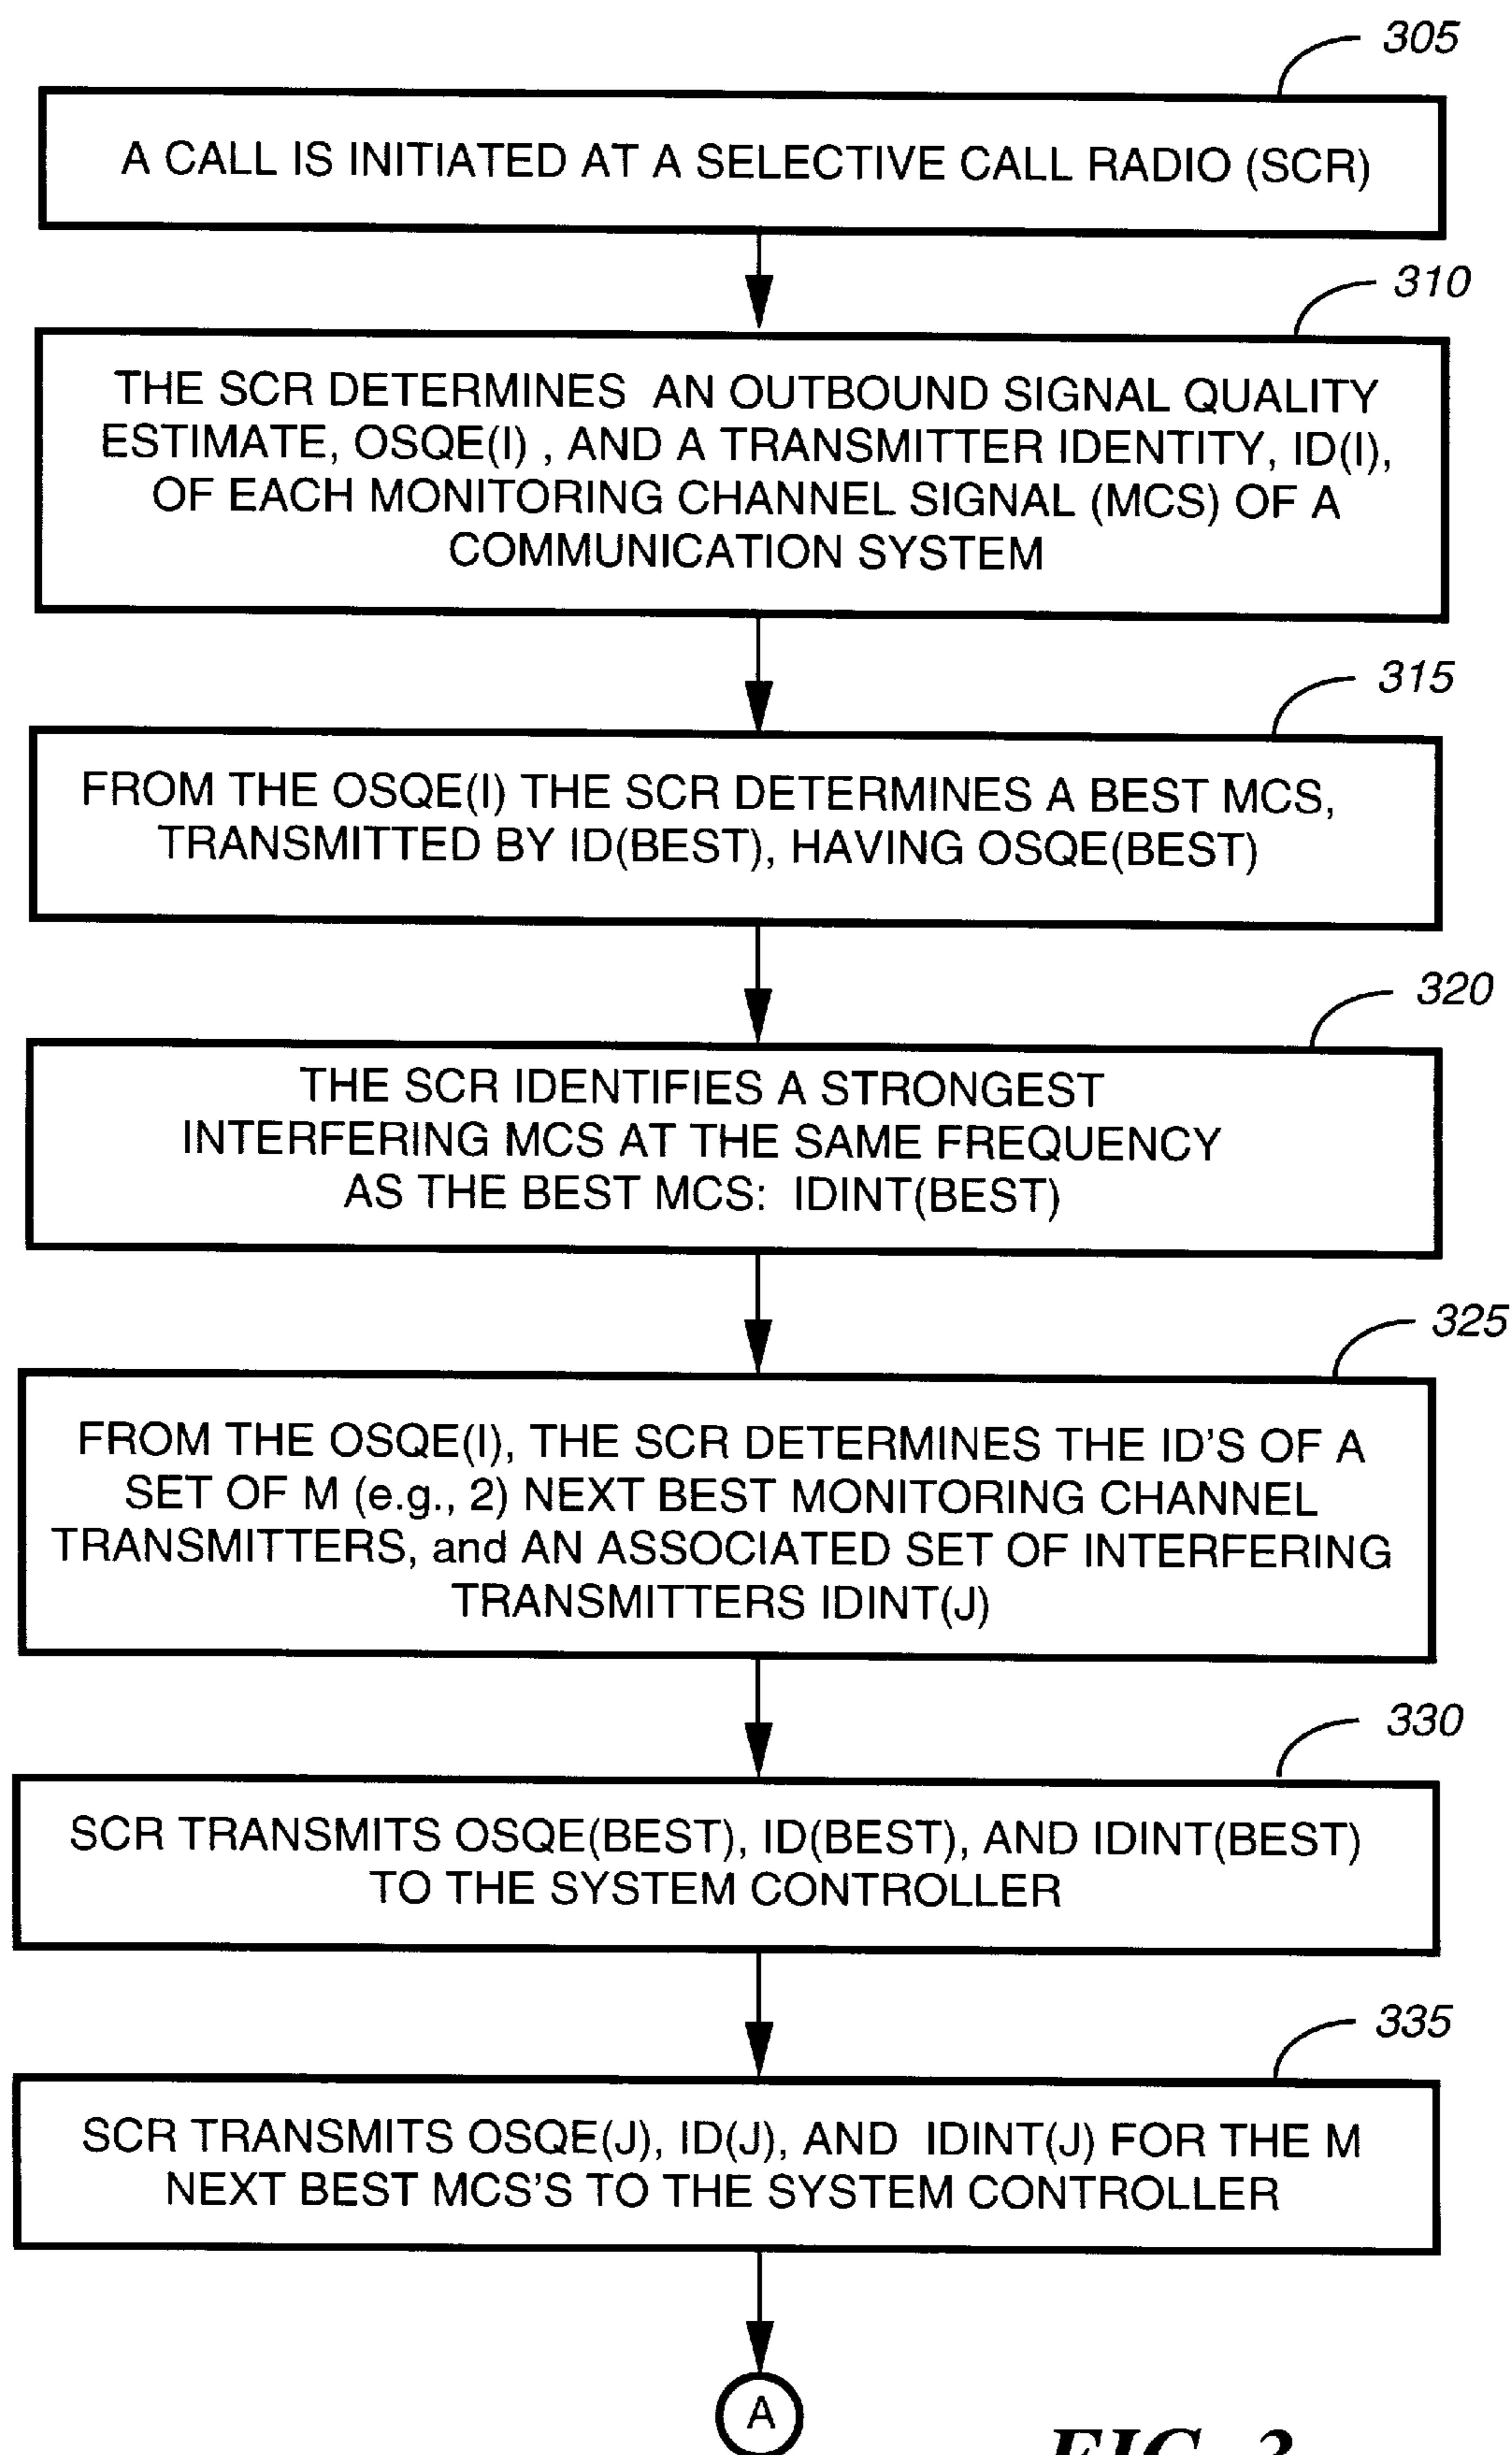 305
A CALL IS INITIATED AT A SELECTIVE CALL RADIO (SCR)
310
THE SCR DETERMINES AN OUTBOUND SIGNAL QUALITY
ESTIMATE, OSQE(I) , AND A TRANSMITTER IDENTITY, ID(I),
OF EACH MONITORING CHANNEL SIGNAL (MCS) OF A
COMMUNICATION SYSTEM
315
FROM THE OSQE(I) THE SCR DETERMINES A BEST MCS,
TRANSMITTED BY ID(BEST), HAVING OSQE(BEST)
320
THE SCR IDENTIFIES A STRONGEST
INTERFERING MCS AT THE SAME FREQUENCY
AS THE BEST MCS: IDINT(BEST)
325
FROM THE OSQE(I), THE SCR DETERMINES THE ID'S OF A
SET OF M (e.g., 2) NEXT BEST MONITORING CHANNEL
TRANSMITTERS, and AN ASSOCIATED SET OF INTERFERING
TRANSMITTERS IDINT(J)
330
SCR TRANSMITS OSQE(BEST), ID(BEST), AND IDINT(BEST)
TO THE SYSTEM CONTROLLER
335
SCR TRANSMITS OSQE(J), ID(J), AND IDINT(J) FOR THE M
NEXT BEST MCS'S TO THE SYSTEM CONTROLLER
A